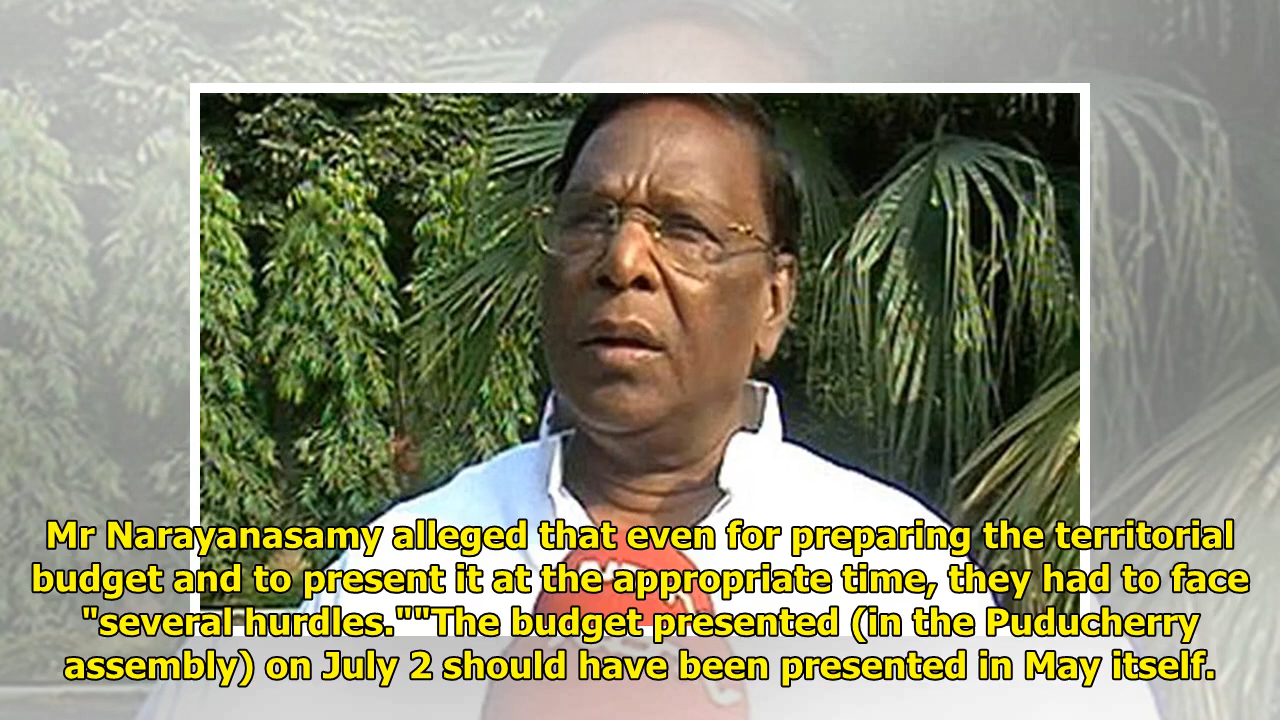 Mr Narayanasamy alleged that even for preparing the territorial
budget and to present it at the appropriate time, they had to face
"several hurdles.""The budget presented (in the Puducherry
assembly) on July 2 should have been presented in May itself.